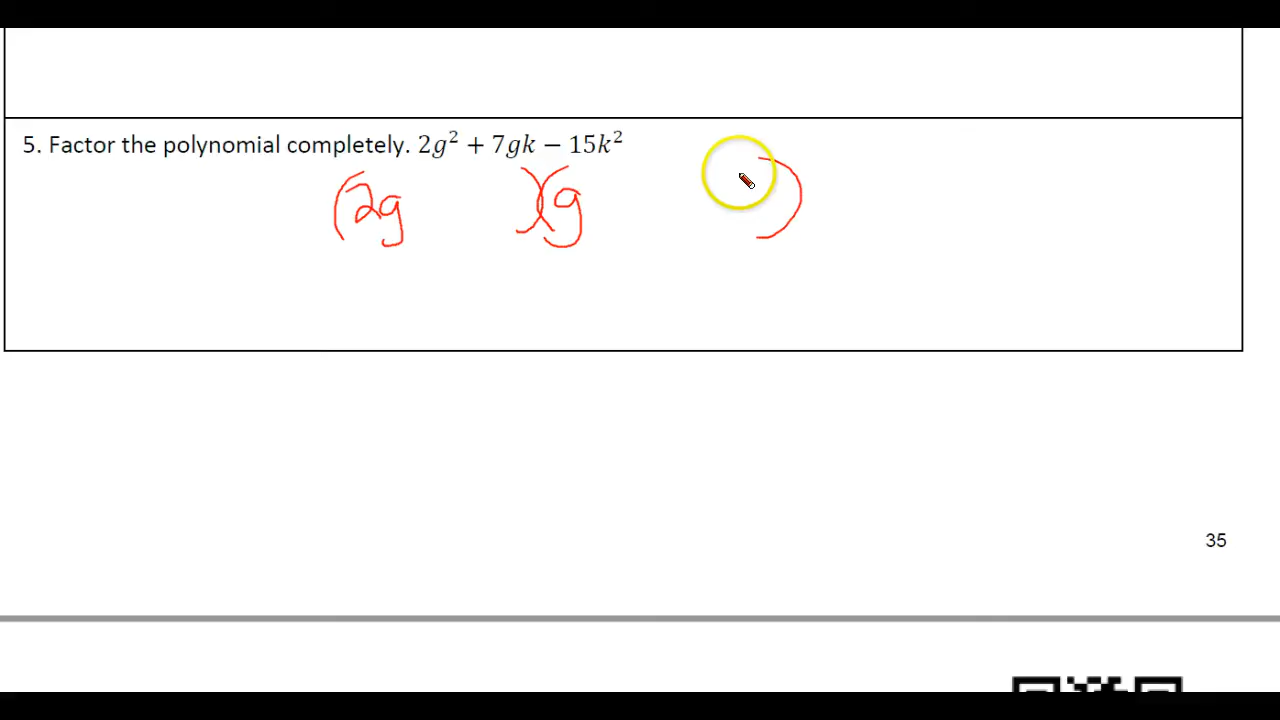 5. Factor the polynomial completely. 2g² + 7gk − 15k²
(2g )(g )
35